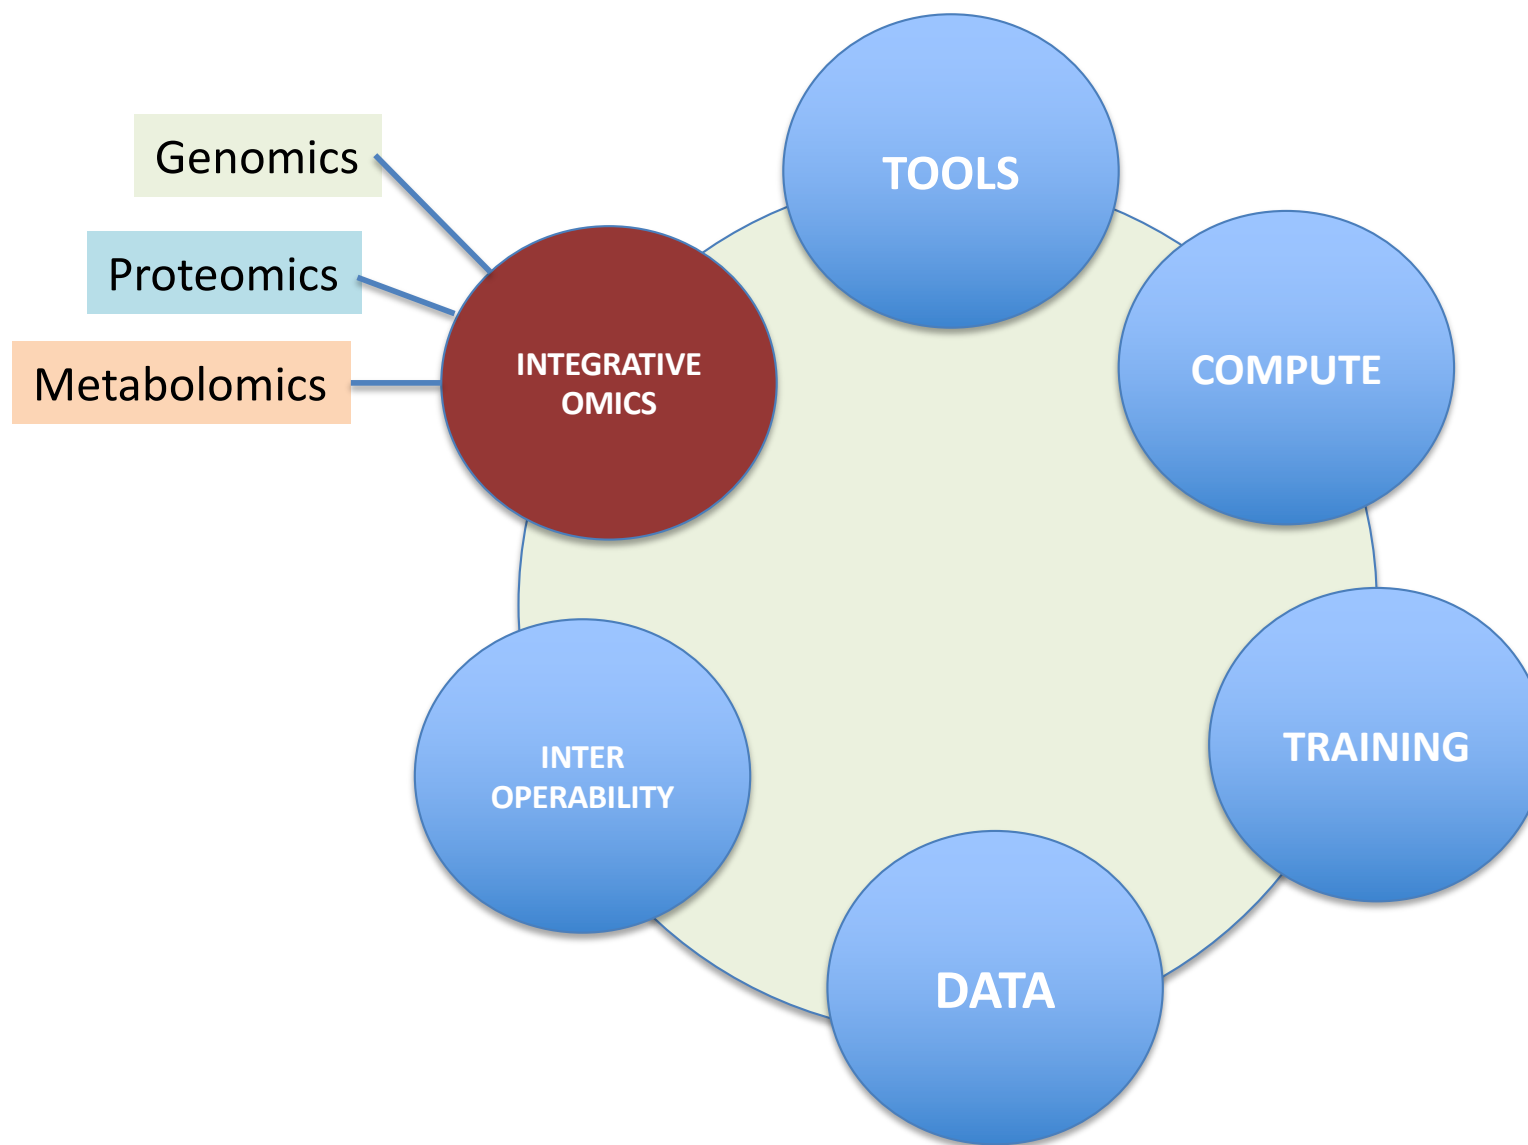 Genomics
Proteomics
Metabolomics
INTEGRATIVE
OMICS
TOOLS
COMPUTE
TRAINING
DATA
INTER
OPERABILITY